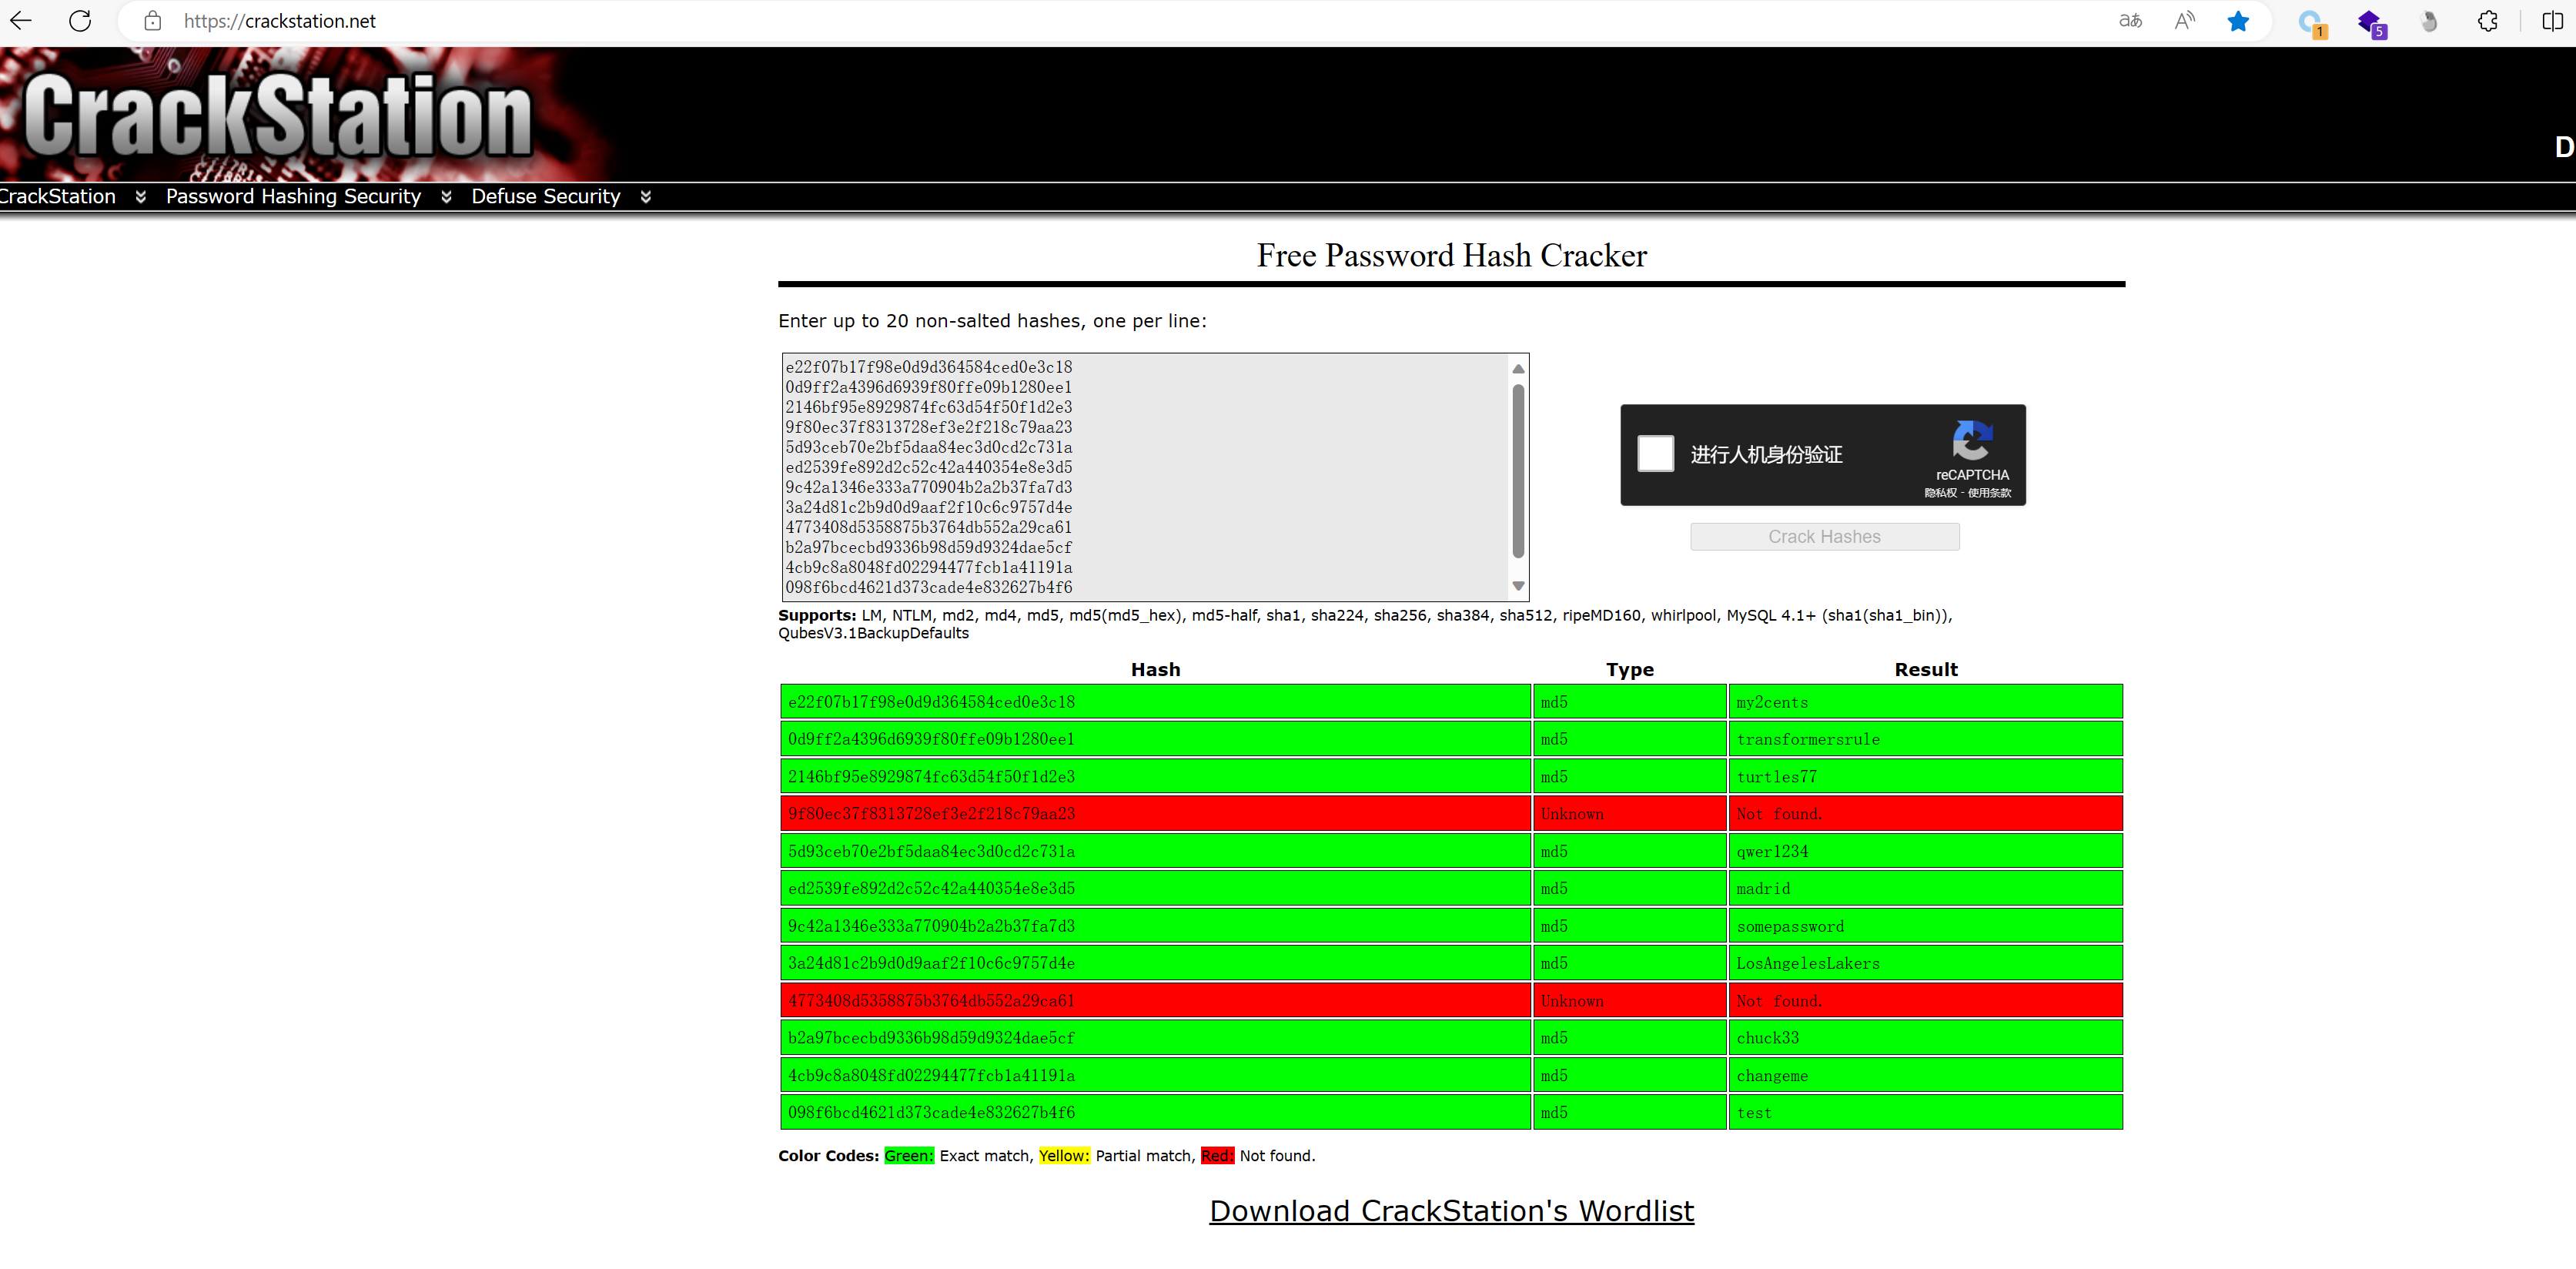 https://crackstation.net
aあ
A
1
5
CrackStation
D
CrackStation
Password Hashing Security
Defuse Security
Free Password Hash Cracker
Enter up to 20 non-salted hashes, one per line:
e22f07b17f98e0d9d364584ced0e3c18
0d9ff2a4396d6939f80ffe09b1280ee1
2146bf95e8929874fc63d54f50f1d2e3
9f80ec37f8313728ef3e2f218c79aa23
5d93ceb70e2bf5daa84ec3d0cd2c731a
ed2539fe892d2c52c42a440354e8e3d5
9c42a1346e333a770904b2a2b37fa7d3
3a24d81c2b9d0d9aaf2f10c6c9757d4e
4773408d5358875b3764db552a29ca61
b2a97bcecbd9336b98d59d9324dae5cf
4cb9c8a8048fd02294477fcb1a41191a
098f6bcd4621d373cade4e832627b4f6
进行人机身份验证
reCAPTCHA
隐私权 - 使用条款
Crack Hashes
Supports: LM, NTLM, md2, md4, md5, md5(md5_hex), md5-half, sha1, sha224, sha256, sha384, sha512, ripeMD160, whirlpool, MySQL 4.1+ (sha1(sha1_bin)),
QubesV3.1BackupDefaults
Hash Type Result
e22f07b17f98e0d9d364584ced0e3c18 md5 my2cents
0d9ff2a4396d6939f80ffe09b1280ee1 md5 transformersrule
2146bf95e8929874fc63d54f50f1d2e3 md5 turtles77
9f80ec37f8313728ef3e2f218c79aa23 Unknown Not found.
5d93ceb70e2bf5daa84ec3d0cd2c731a md5 qwer1234
ed2539fe892d2c52c42a440354e8e3d5 md5 madrid
9c42a1346e333a770904b2a2b37fa7d3 md5 somepassword
3a24d81c2b9d0d9aaf2f10c6c9757d4e md5 LosAngelesLakers
4773408d5358875b3764db552a29ca61 Unknown Not found.
b2a97bcecbd9336b98d59d9324dae5cf md5 chuck33
4cb9c8a8048fd02294477fcb1a41191a md5 changeme
098f6bcd4621d373cade4e832627b4f6 md5 test
Color Codes: Green: Exact match, Yellow: Partial match, Red: Not found.
Download CrackStation's Wordlist